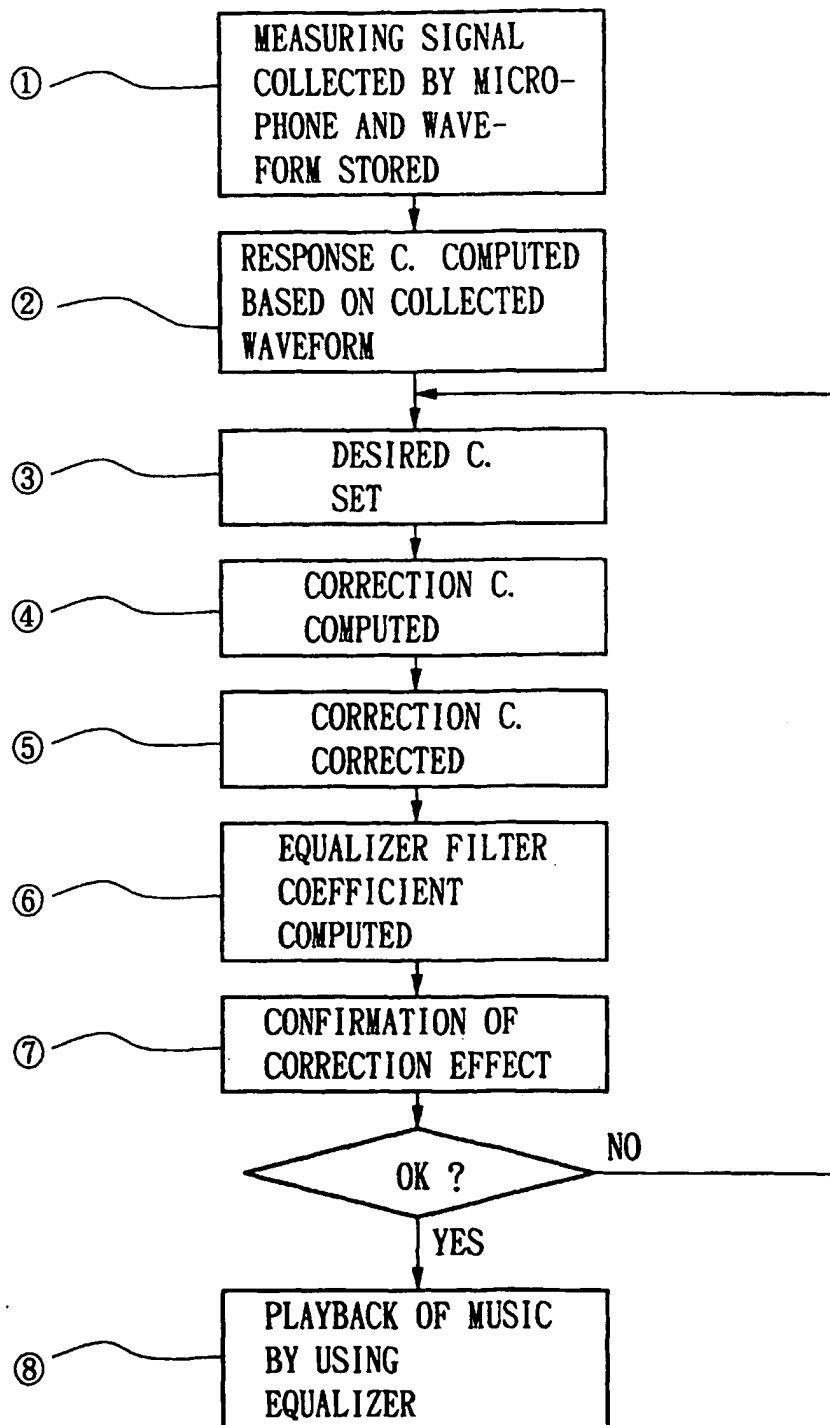 ①
MEASURING SIGNAL
COLLECTED BY MICRO-
PHONE AND WAVE-
FORM STORED
②
RESPONSE C. COMPUTED
BASED ON COLLECTED
WAVEFORM
③
DESIRED C.
SET
④
CORRECTION C.
COMPUTED
⑤
CORRECTION C.
CORRECTED
⑥
EQUALIZER FILTER
COEFFICIENT
COMPUTED
⑦
CONFIRMATION OF
CORRECTION EFFECT
OK ?
NO
YES
⑧
PLAYBACK OF MUSIC
BY USING
EQUALIZER